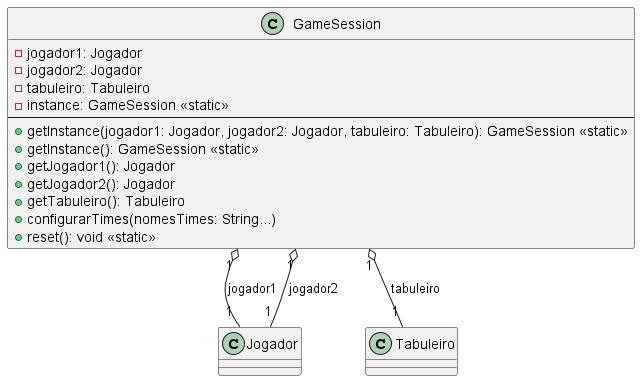 C GameSession
jogador1: Jogador
jogador2: Jogador
tabuleiro: Tabuleiro
instance: GameSession «static»
getInstance(jogador1: Jogador, jogador2: Jogador, tabuleiro: Tabuleiro): GameSession «static»
getInstance(): GameSession «static»
getJogador1(): Jogador
getJogador2(): Jogador
getTabuleiro(): Tabuleiro
configurarTimes(nomesTimes: String...)
reset(): void «static»
1 1 1
jogador1 jogador2 tabuleiro
1 1 1
C Jogador
C Tabuleiro